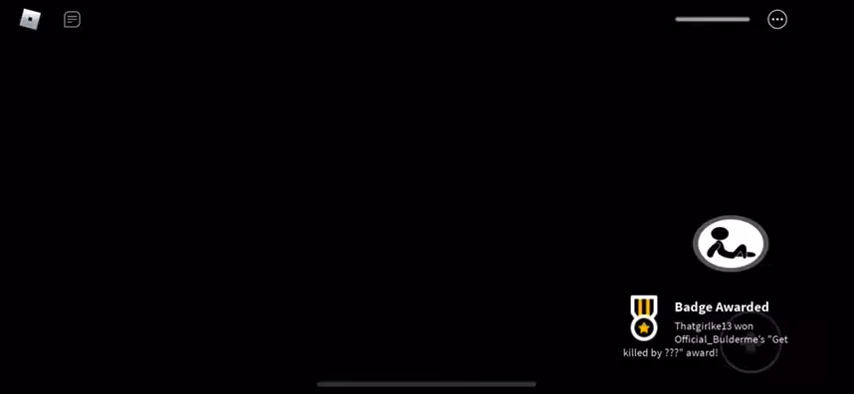 Badge Awarded
Thatgirlke13 won
Official_Bulderme's "Get
killed by ???" award!